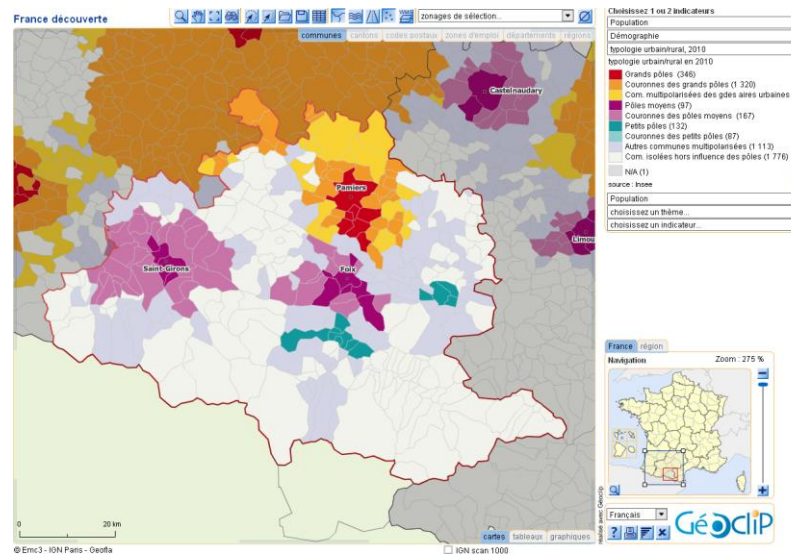 France découverte
zonages de sélection...
Choisissez 1 ou 2 indicateurs
Population
Démographie
typologie urbain/rural, 2010
typologie urbain/rural en 2010
Grands pôles (346)
Couronnes des grands pôles (1 320)
Com. multipolarisées des gdes aires urbaines
Pôles moyens (97)
Couronnes des pôles moyens (167)
Petits pôles (132)
Couronnes des petits pôles (87)
Autres communes multipolarisées (1 113)
Com. isolées hors influence des pôles (1 776)
N/A (1)
source : Insee
Population
choisissez un thème...
choisissez un indicateur...
communes cantons codes postaux zones d'emploi départements régions
Castelnaudary
Pamiers
Limou
Saint-Girons
Foix
France région
Navigation Zoom : 275 %
0 20 km
cartes tableaux graphiques
réalisé avec Géoclip
Français
GéocliP
© Emc3 - IGN Paris - Geofla
IGN scan 1000